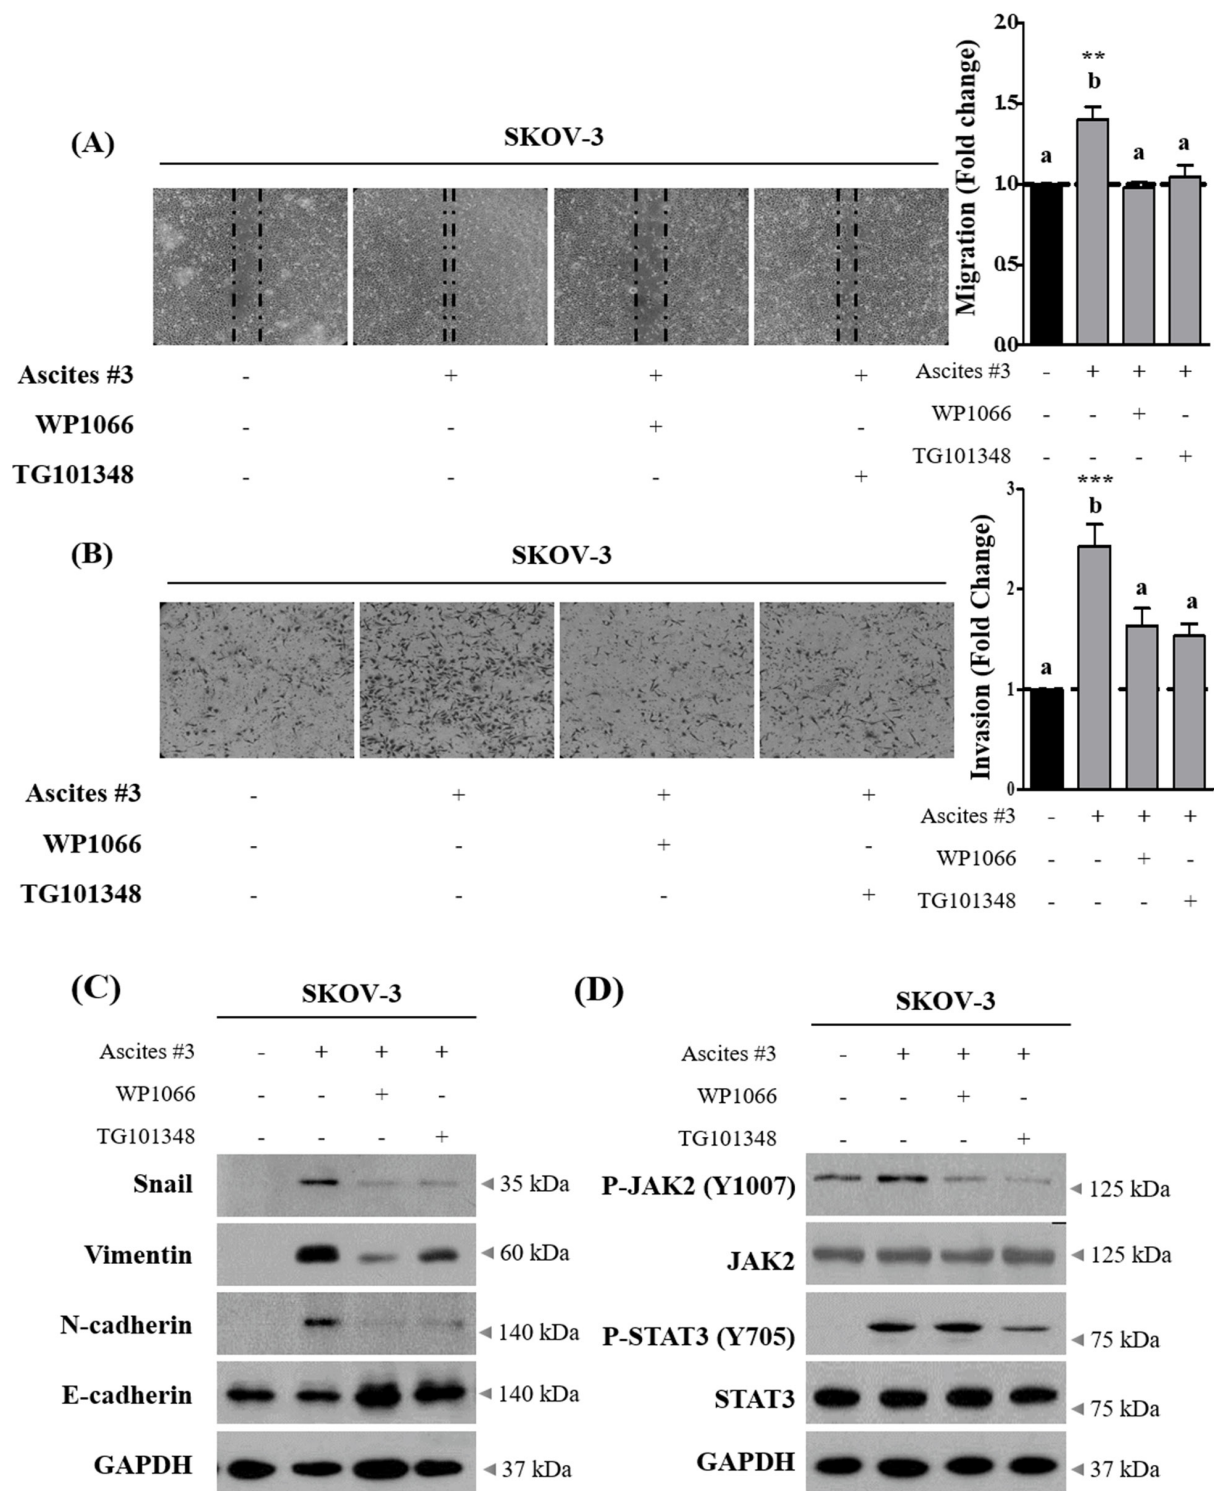 (A)
SKOV-3
Ascites #3 - + + +
WP1066 - - + -
TG101348 - - - +
Migration (Fold change)
2.0
1.5
1.0
0.5
0.0
**
a b a a
Ascites #3 - + + +
WP1066 - - + -
TG101348 - - - +
(B)
SKOV-3
Ascites #3 - + + +
WP1066 - - + -
TG101348 - - - +
Invasion (Fold Change)
3
2
1
0
***
a b a a
Ascites #3 - + + +
WP1066 - - + -
TG101348 - - - +
(C)
SKOV-3
Ascites #3 - + + +
WP1066 - - + -
TG101348 - - - +
Snail 35 kDa
Vimentin 60 kDa
N-cadherin 140 kDa
E-cadherin 140 kDa
GAPDH 37 kDa
(D)
SKOV-3
Ascites #3 - + + +
WP1066 - - + -
TG101348 - - - +
P-JAK2 (Y1007) 125 kDa
JAK2 125 kDa
P-STAT3 (Y705) 75 kDa
STAT3 75 kDa
GAPDH 37 kDa